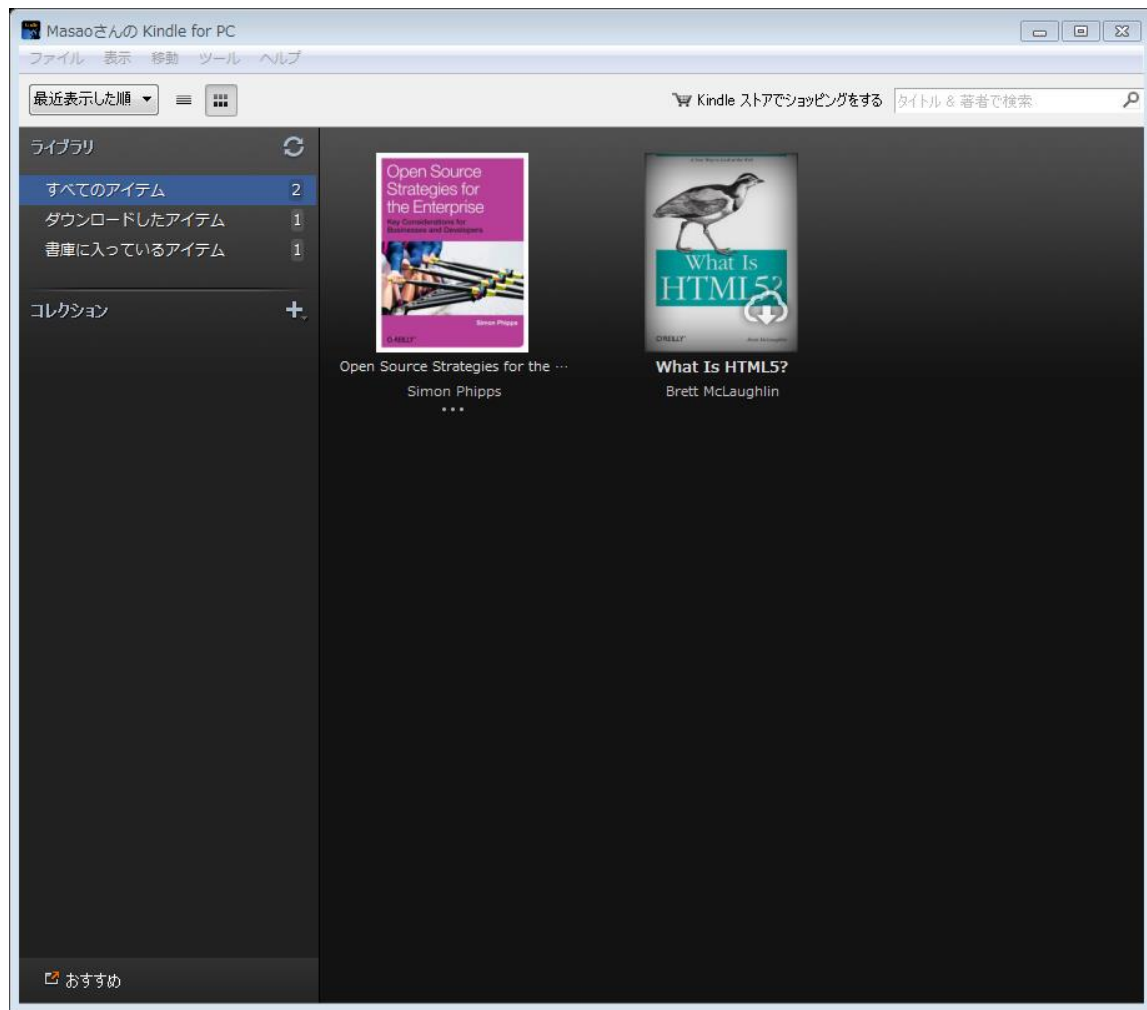 Masaoさんの Kindle for PC
ファイル 表示 移動 ツール ヘルプ
最近表示した順
Kindle ストアでショッピングをする
タイトル & 著者で検索
ライブラリ
すべてのアイテム 2
ダウンロードしたアイテム 1
書庫に入っているアイテム 1
コレクション
おすすめ
Open Source
Strategies for
the Enterprise
Key Considerations for
Businesses and Developers
Simon Phipps
O'REILLY
Open Source Strategies for the …
Simon Phipps
What Is
HTML5?
O'REILLY
Brett McLaughlin
What Is HTML5?
Brett McLaughlin